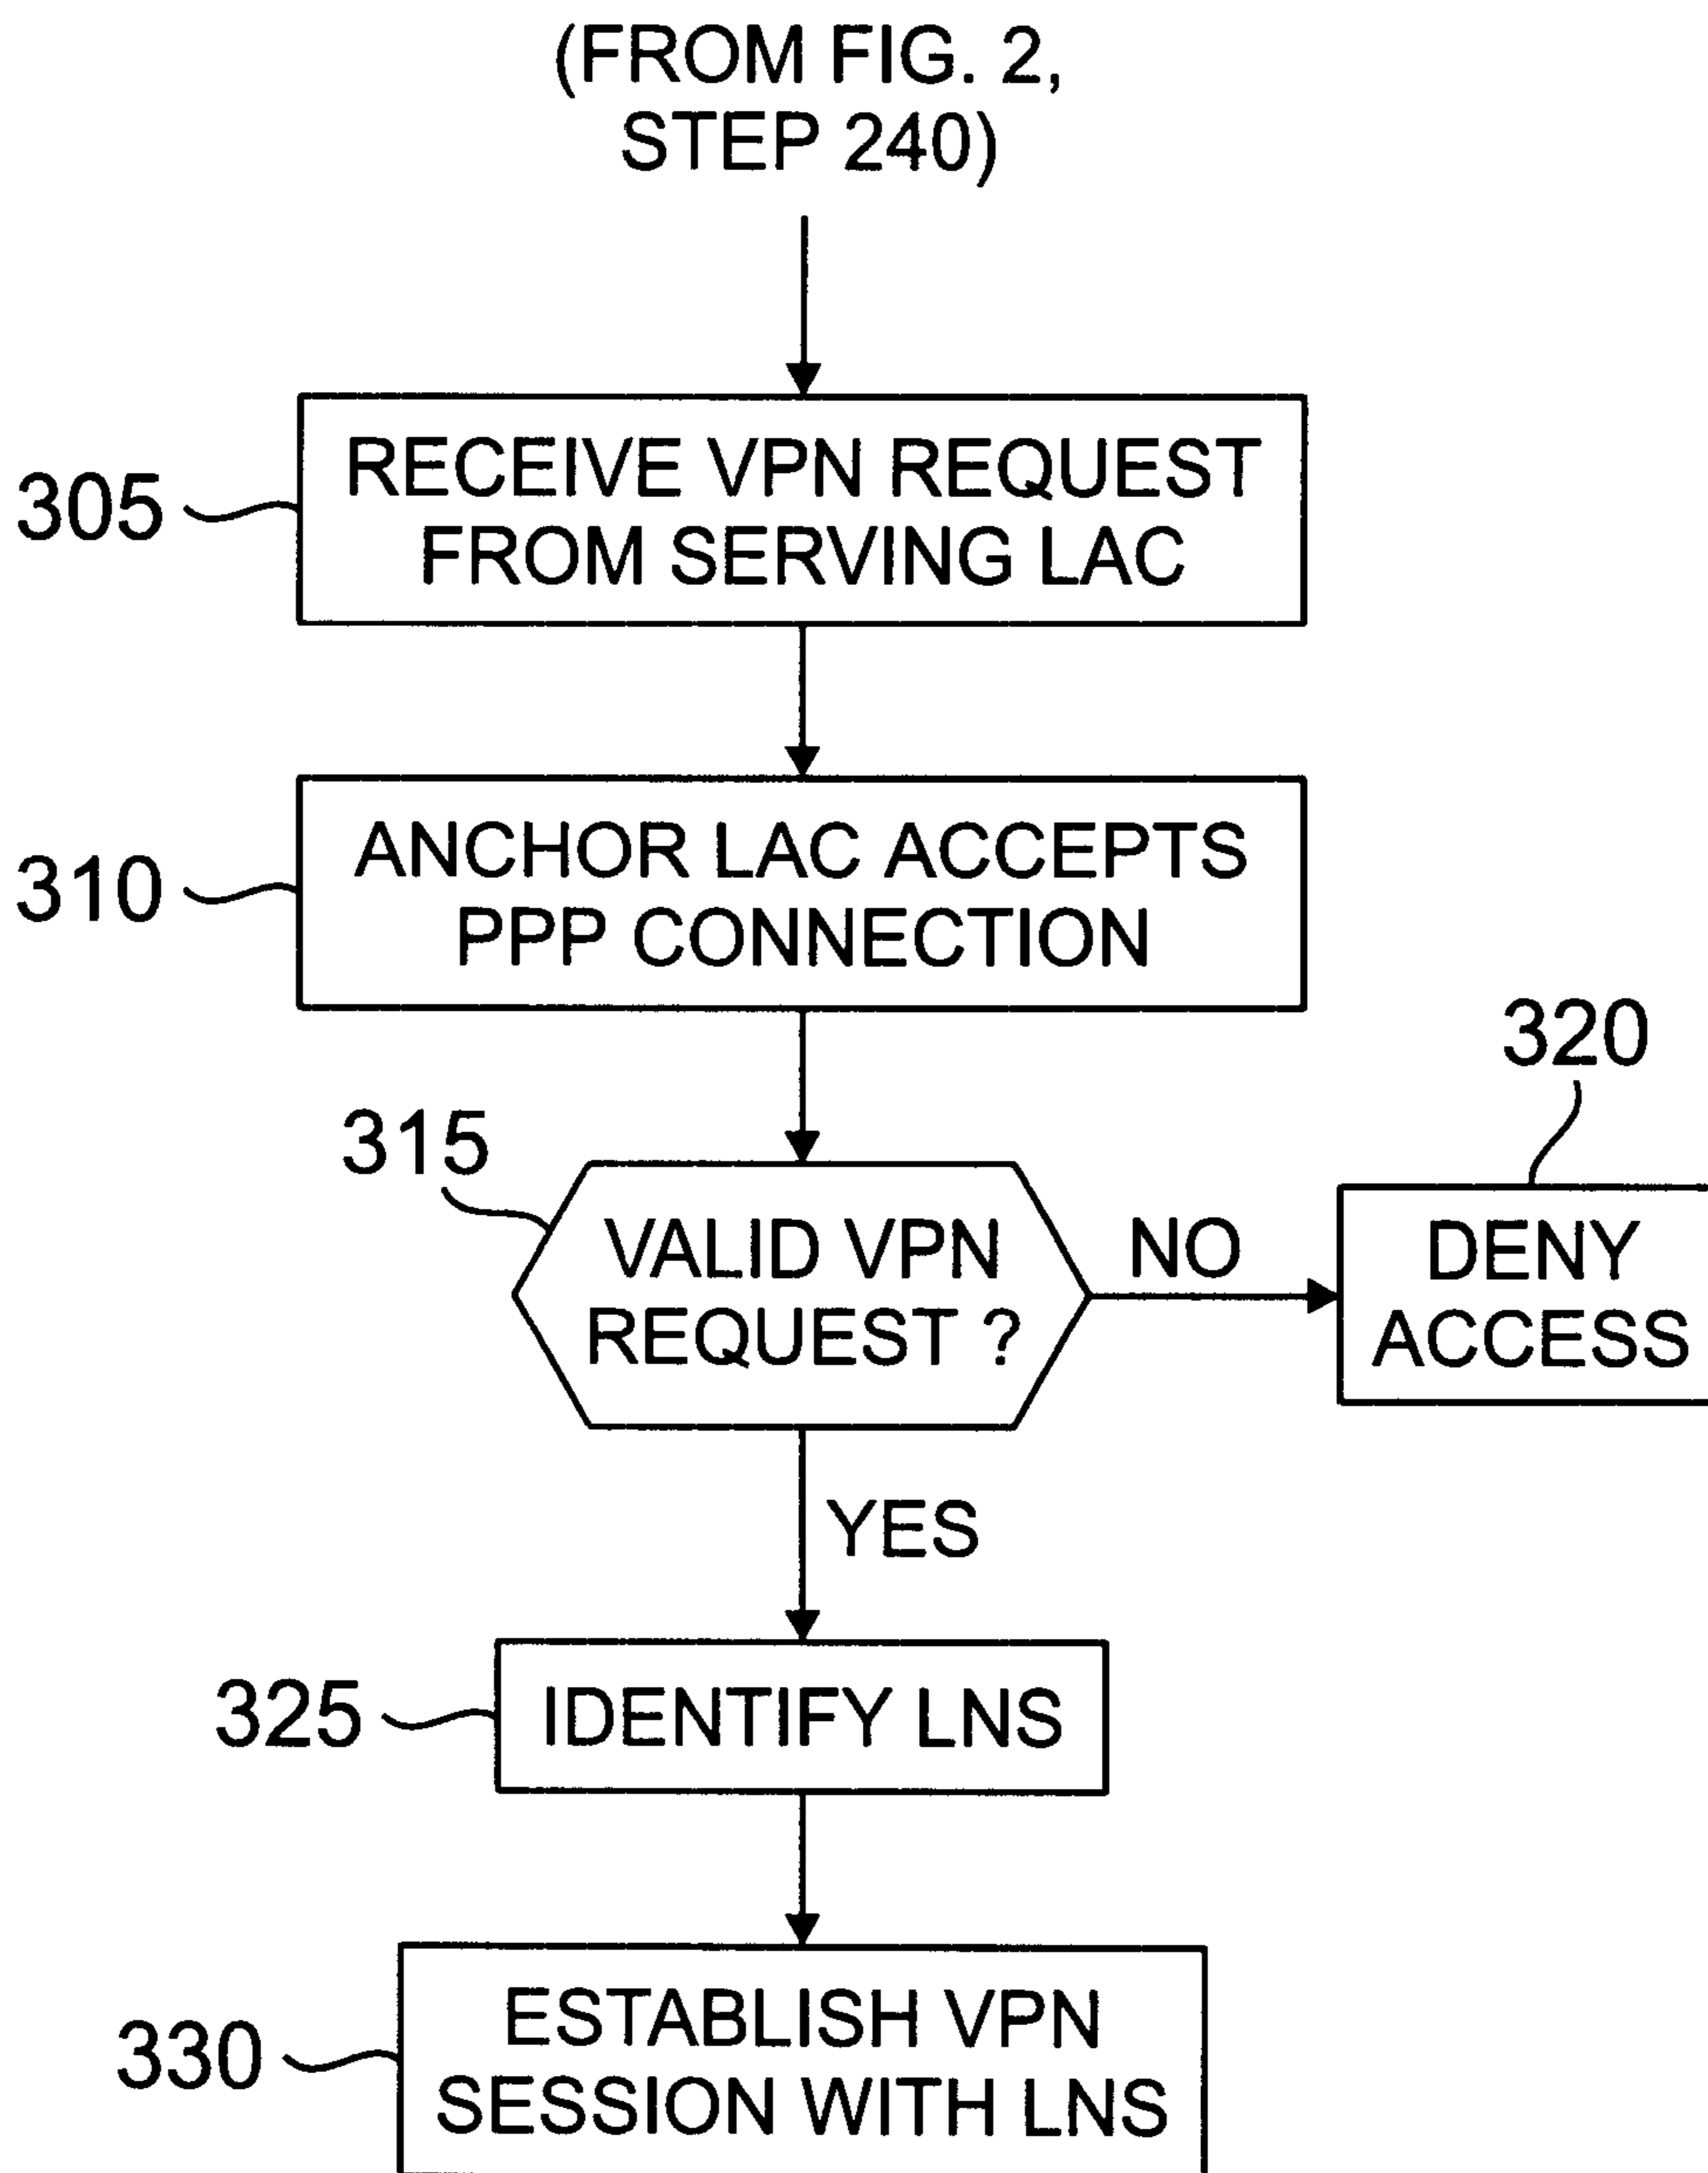 (FROM FIG. 2,
STEP 240)
305
RECEIVE VPN REQUEST
FROM SERVING LAC
310
ANCHOR LAC ACCEPTS
PPP CONNECTION
315
VALID VPN
REQUEST ?
NO
320
DENY
ACCESS
YES
325
IDENTIFY LNS
330
ESTABLISH VPN
SESSION WITH LNS